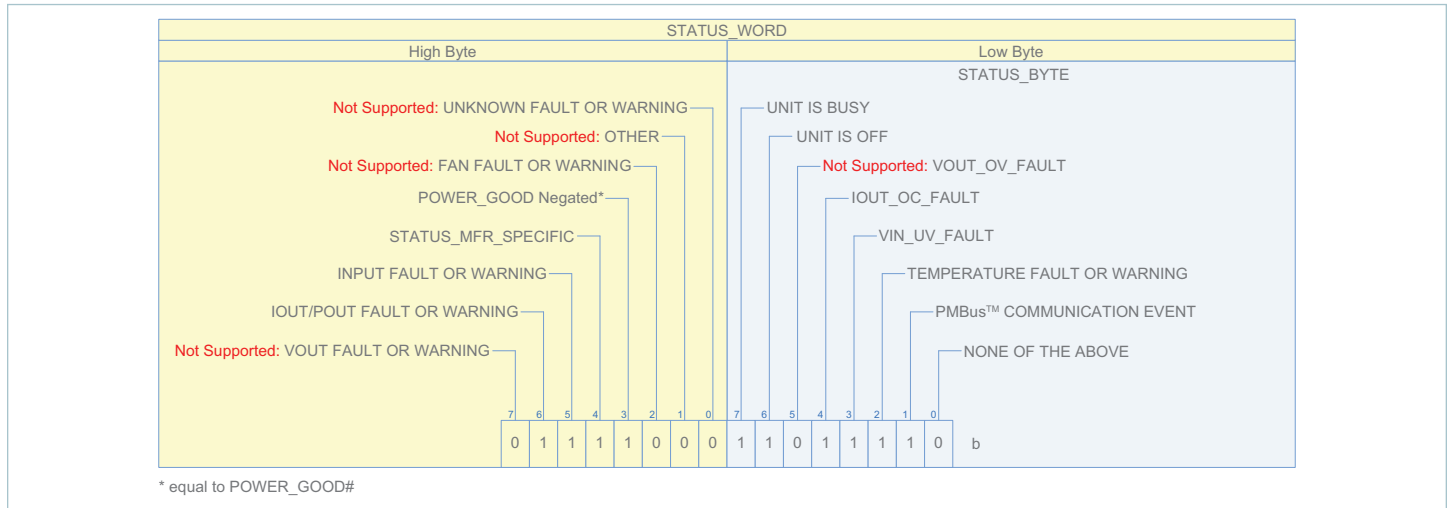 STATUS_WORD
High Byte
Low Byte
STATUS_BYTE
Not Supported: UNKNOWN FAULT OR WARNING
UNIT IS BUSY
Not Supported: OTHER
UNIT IS OFF
Not Supported: FAN FAULT OR WARNING
Not Supported: VOUT_OV_FAULT
POWER_GOOD Negated*
IOUT_OC_FAULT
STATUS_MFR_SPECIFIC
VIN_UV_FAULT
INPUT FAULT OR WARNING
TEMPERATURE FAULT OR WARNING
IOUT/POUT FAULT OR WARNING
PMBus™ COMMUNICATION EVENT
Not Supported: VOUT FAULT OR WARNING
NONE OF THE ABOVE
7 6 5 4 3 2 1 0 7 6 5 4 3 2 1 0
0 1 1 1 1 0 0 0 1 1 0 1 1 1 1 0 b
* equal to POWER_GOOD#